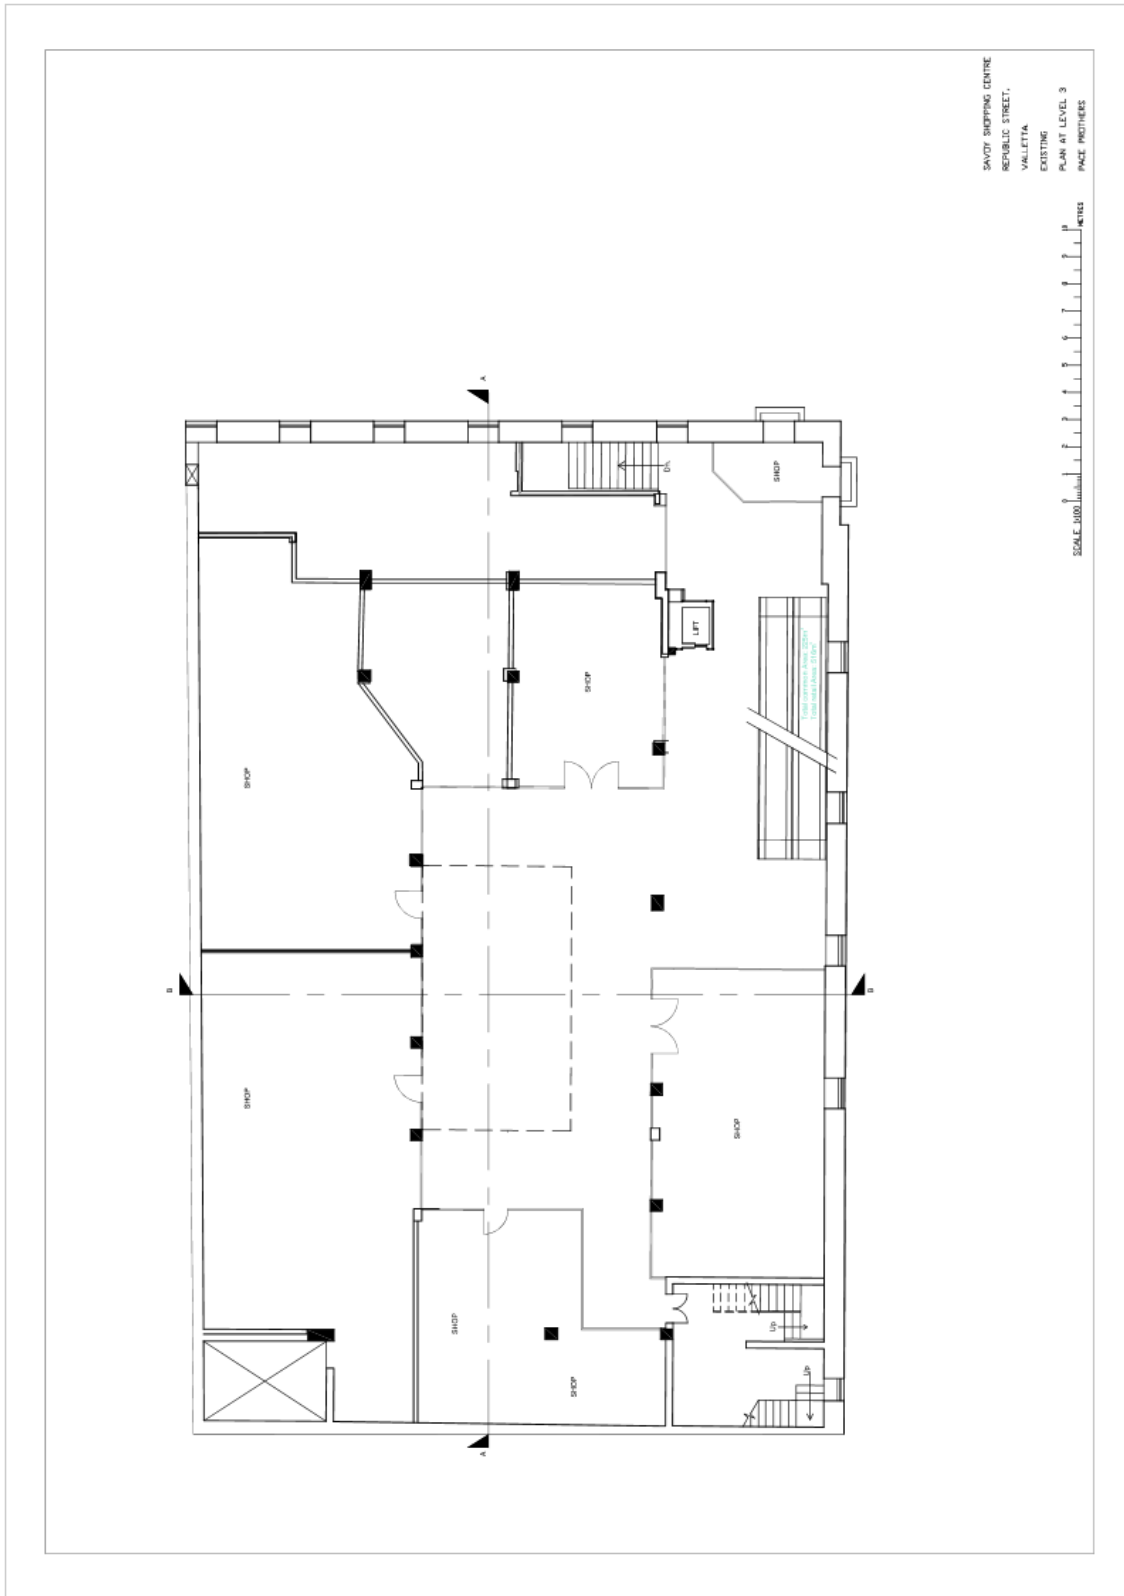 SAVOY SHOPPING CENTRE
REPUBLIC STREET,
VALLETTA
EXISTING
PLAN AT LEVEL 3
PACE PROTHERS
SCALE 1:100
0 1 2 3 4 5 6 7 8 9 10
METRES
A
Dn.
SHOP
LIFT
SHOP
SHOP
B
B
SHOP
SHOP
SHOP
SHOP
Up
Up
A